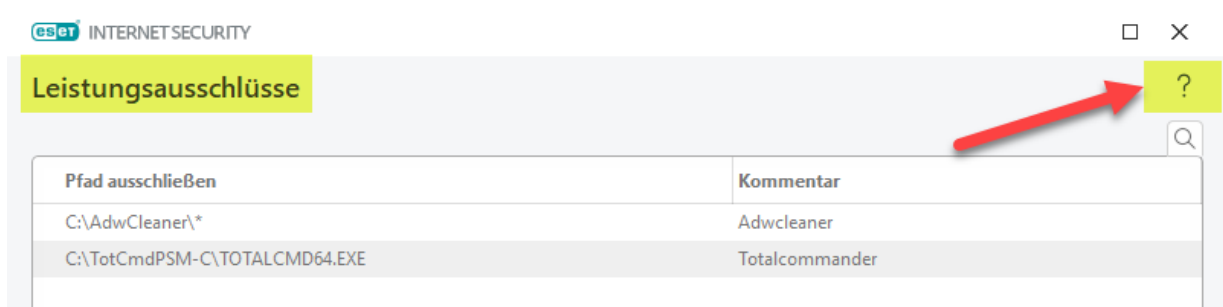 eset INTERNET SECURITY
Leistungsausschlüsse ?
Pfad ausschließen Kommentar
C:\AdwCleaner\* Adwcleaner
C:\TotCmdPSM-C\TOTALCMD64.EXE Totalcommander